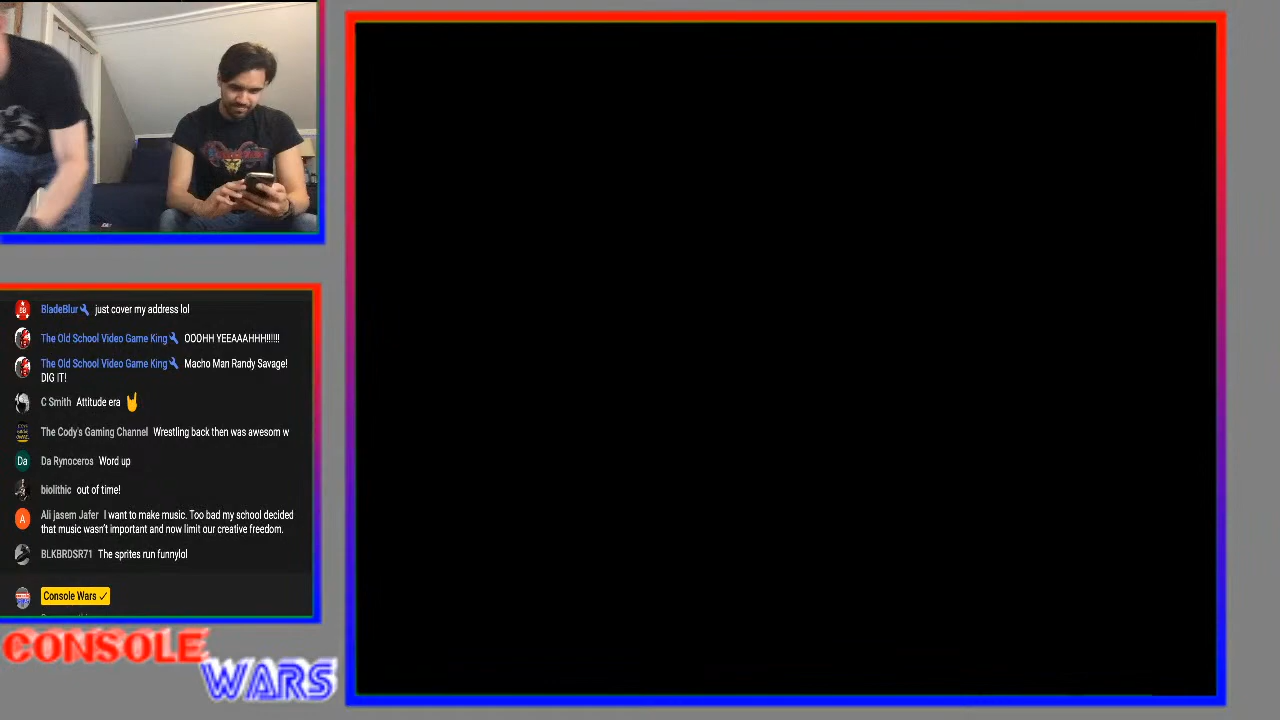 BladeBlur just cover my address lol
The Old School Video Game King OOOHH YEEAAAHHH!!!!!!
The Old School Video Game King Macho Man Randy Savage!
DIG IT!
C Smith Attitude era
The Cody's Gaming Channel Wrestling back then was awesom w
Da Da Rynoceros Word up
biolithic out of time!
A Ali jasem Jafer I want to make music. Too bad my school decided
that music wasn't important and now limit our creative freedom.
BLKBRDSR71 The sprites run funnylol
Console Wars
CONSOLE
WARS